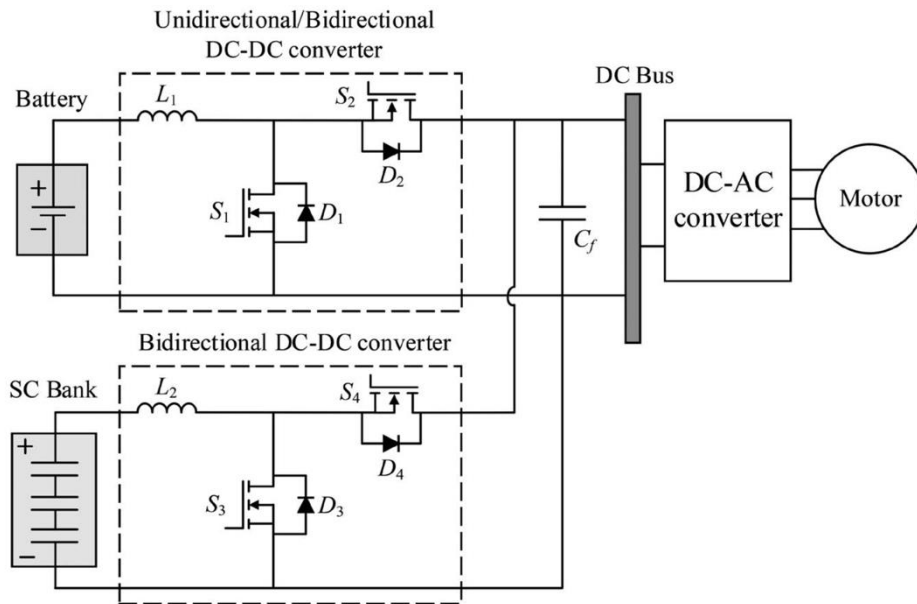 Unidirectional/Bidirectional
DC-DC converter
DC Bus
Battery
L1
S2
+
-
D2
S1
D1
Cf
DC-AC
converter
Motor
Bidirectional DC-DC converter
SC Bank
L2
S4
+
D4
S3
D3
-